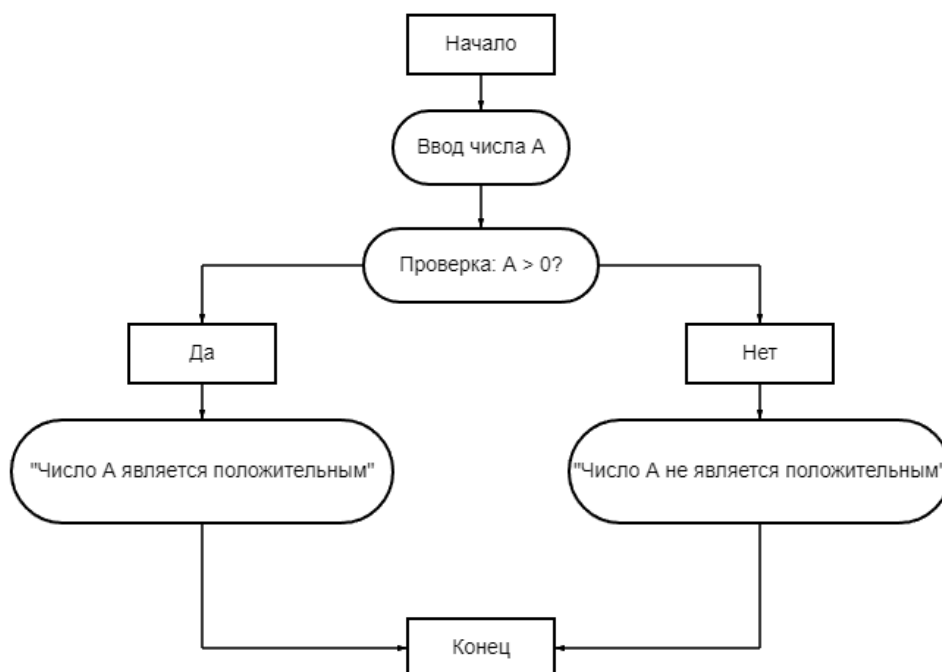 Начало
Ввод числа А
Проверка: А > 0?
Да
Нет
"Число А является положительным"
"Число А не является положительным"
Конец